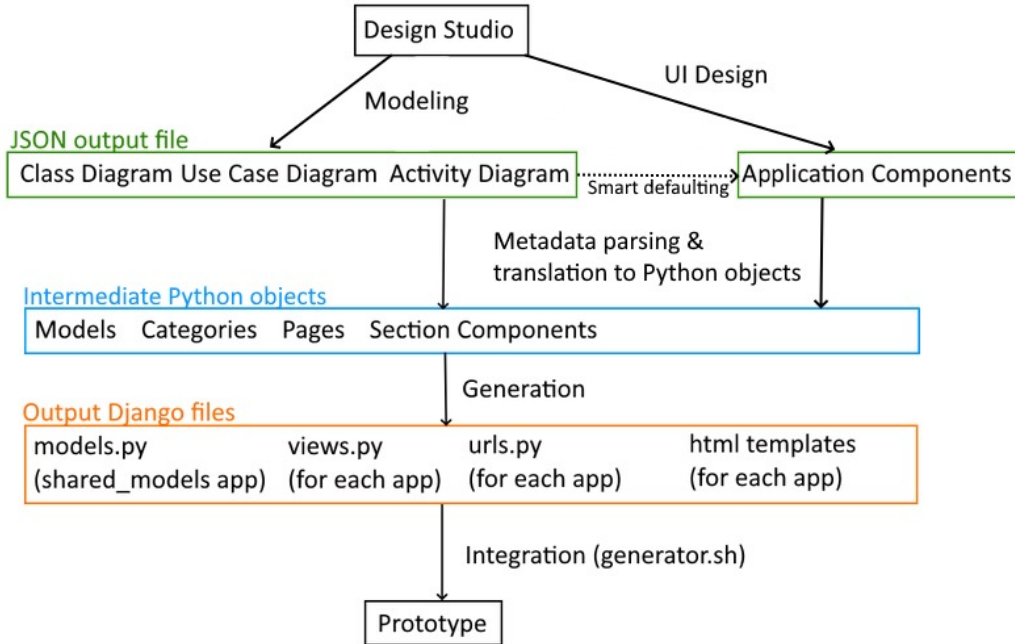 Design Studio
UI Design
Modeling
JSON output file
Class Diagram Use Case Diagram Activity Diagram
Smart defaulting
Application Components
Metadata parsing &
translation to Python objects
Intermediate Python objects
Models Categories Pages Section Components
Generation
Output Django files
models.py views.py urls.py html templates
(shared_models app) (for each app) (for each app) (for each app)
Integration (generator.sh)
Prototype